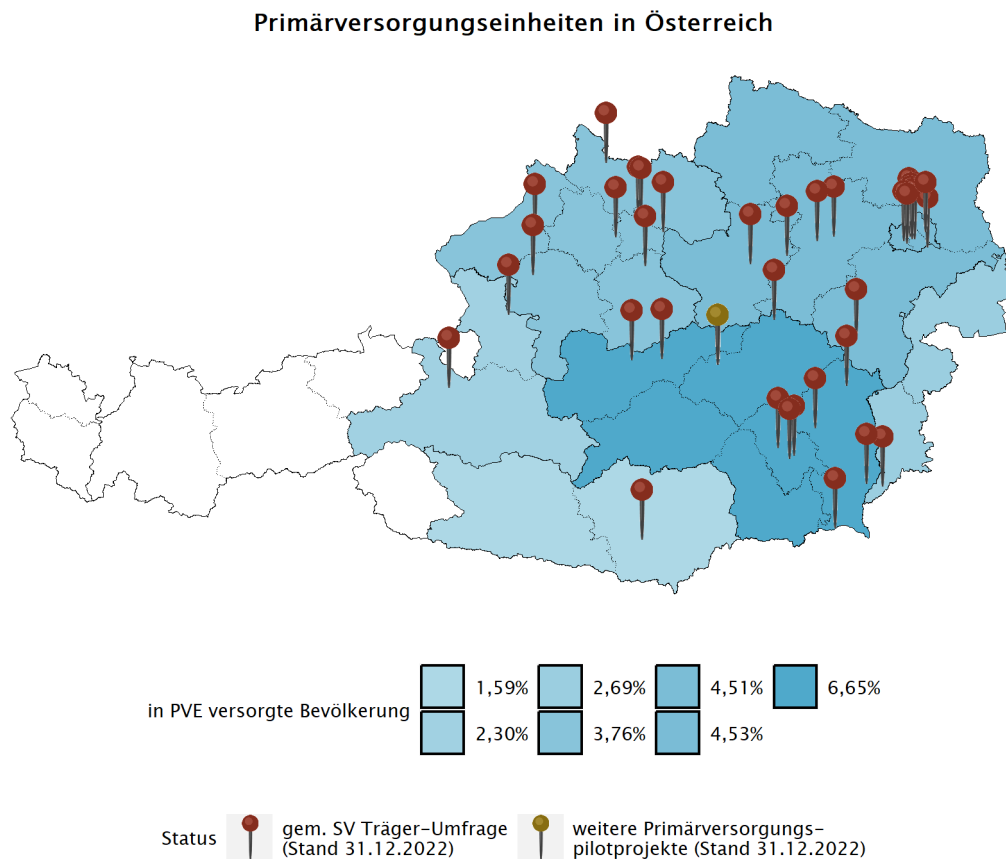 Primärversorgungseinheiten in Österreich
in PVE versorgte Bevölkerung
1,59%
2,69%
4,51%
6,65%
2,30%
3,76%
4,53%
Status
gem. SV Träger-Umfrage
(Stand 31.12.2022)
weitere Primärversorgungs-
pilotprojekte (Stand 31.12.2022)